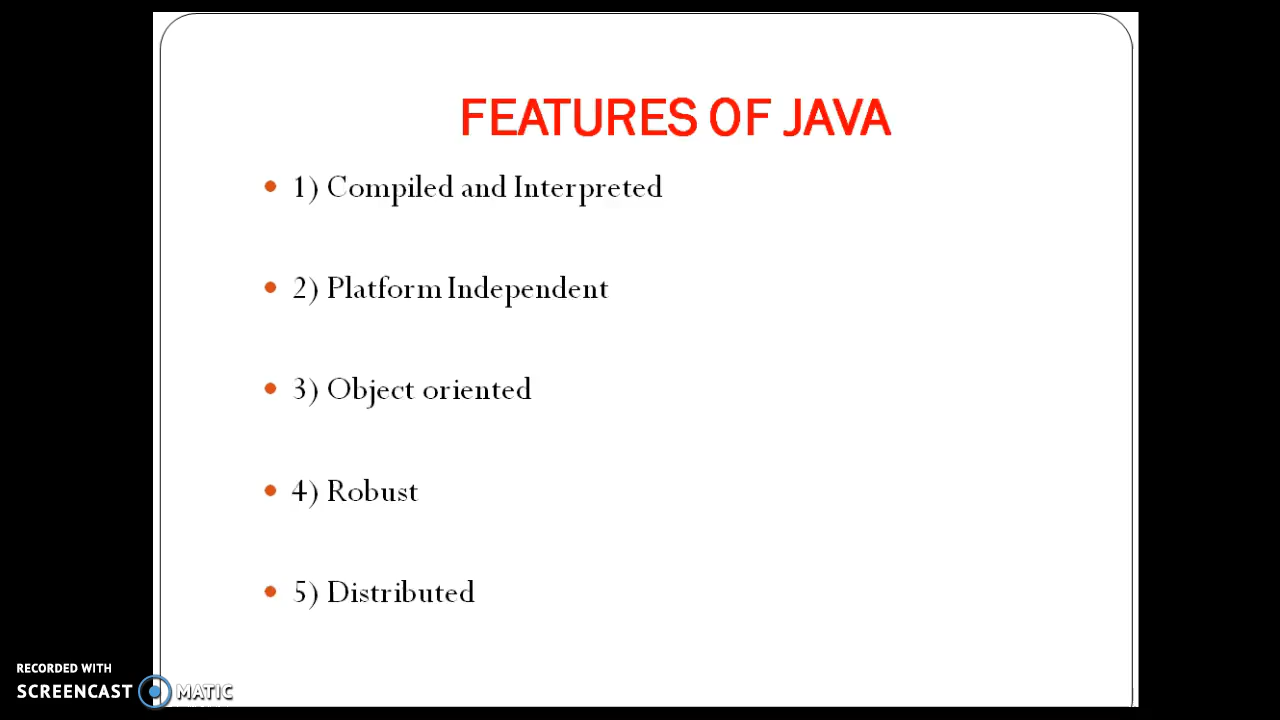 FEATURES OF JAVA
• 1) Compiled and Interpreted
• 2) Platform Independent
• 3) Object oriented
• 4) Robust
• 5) Distributed
RECORDED WITH
SCREENCAST MATIC